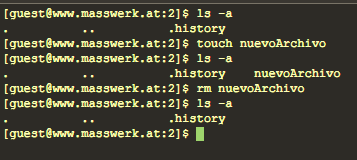 [guest@www.masswerk.at:2]$ ls -a
.          ..         .history
[guest@www.masswerk.at:2]$ touch nuevoArchivo
[guest@www.masswerk.at:2]$ ls -a
.          ..         .history    nuevoArchivo
[guest@www.masswerk.at:2]$ rm nuevoArchivo
[guest@www.masswerk.at:2]$ ls -a
.          ..         .history
[guest@www.masswerk.at:2]$